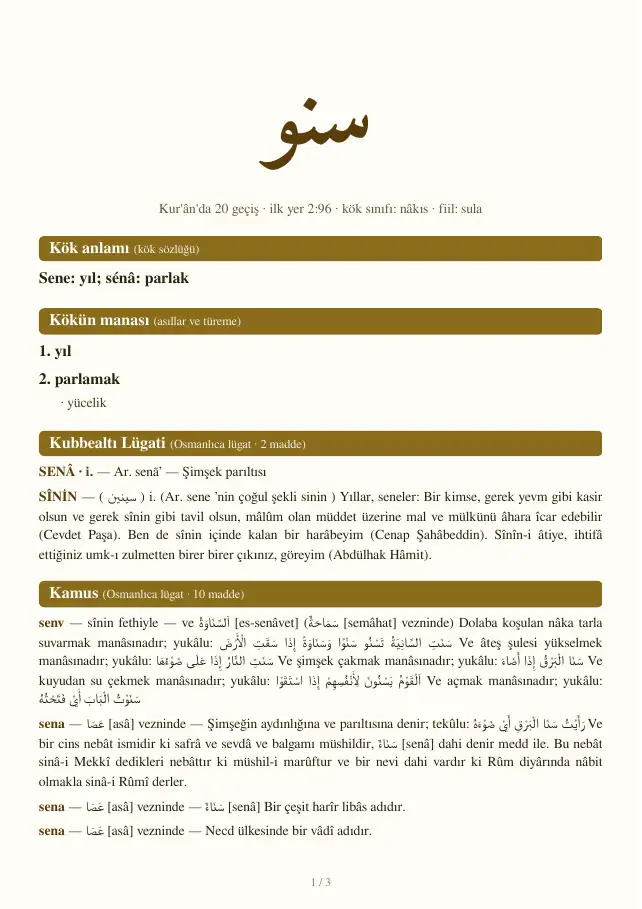 سنو
Kur'ân'da 20 geçiş · ilk yer 2:96 · kök sınıfı: nâkıs · fiil: sula
Kök anlamı (kök sözlüğü)
Sene: yıl; sénâ: parlak
Kökün manası (asıllar ve türeme)
1. yıl
2. parlamak
· yücelik
Kubbealtı Lügati (Osmanlıca lügat · 2 madde)
SENÂ · i. — Ar. senâ' — Şimşek parıltısı
SÎNİN — ( سينين ) i. (Ar. sene 'nin çoğul şekli sinin ) Yıllar, seneler: Bir kimse, gerek yevm gibi kasir
olsun ve gerek sînin gibi tavil olsun, mâlûm olan müddet üzerine mal ve mülkünü âhara îcar edebilir
(Cevdet Paşa). Ben de sînin içinde kalan bir harâbeyim (Cenap Şahâbeddin). Sînîn-i âtiye, ihtifâ
ettiğiniz umk-ı zulmetten birer birer çıkınız, göreyim (Abdülhak Hâmit).
Kamus (Osmanlıca lügat · 10 madde)
senv — sînin fethiyle — ve اَلسَّنَاوَةُ [es-senâvet] (سَمَاحَةٌ [semâhat] vezninde) Dolaba koşulan nâka tarla
suvarmak manâsınadır; yukâlu: سَنَتِ السَّانِيَةُ تَسْنُو سَنْوًا وَسِنَاوَةً إِذَا سَقَتِ الْأَرْضَ Ve âteş şulesi yükselmek
manâsınadır; yukâlu: سَنَتِ النَّارُ إِذَا عَلَى ضَوْءُهَا Ve şimşek çakmak manâsınadır; yukâlu: سَنَا الْبَرْقُ إِذَا أَضَاءَ Ve
kuyudan su çekmek manâsınadır; yukâlu: اَلْقَوْمُ يَسْنُونَ لِأَنْفُسِهِمْ إِذَا اسْتَقَوْا Ve açmak manâsınadır; yukâlu:
سَنَوْتُ الْبَابَ أَيْ فَتَحْتُهُ
sena — عَصَا [asâ] vezninde — Şimşeğin aydınlığına ve parıltısına denir; tekûlu: رَأَيْتُ سَنَا الْبَرْقِ أَيْ ضَوْءَهُ Ve
bir cins nebât ismidir ki safrâ ve sevdâ ve balgamı müshildir, سَنَاءٌ [senâ] dahi denir medd ile. Bu nebât
sinâ-i Mekkî dedikleri nebâttır ki müshil-i marûftur ve bir nevi dahi vardır ki Rûm diyârında nâbit
olmakla sinâ-i Rûmî derler.
sena — عَصَا [asâ] vezninde — سَنَاءٌ [senâ] Bir çeşit harîr libâs adıdır.
sena — عَصَا [asâ] vezninde — Necd ülkesinde bir vâdî adıdır.
1 / 3